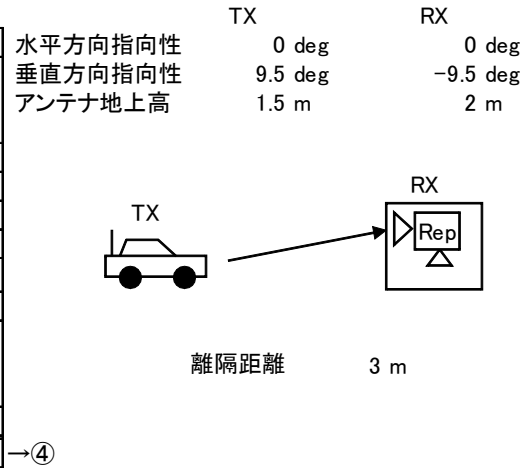 TX RX
水平方向指向性 0 deg 0 deg
垂直方向指向性 9.5 deg -9.5 deg
アンテナ地上高 1.5 m 2 m
RX
TX
Rep
離隔距離 3 m
→④